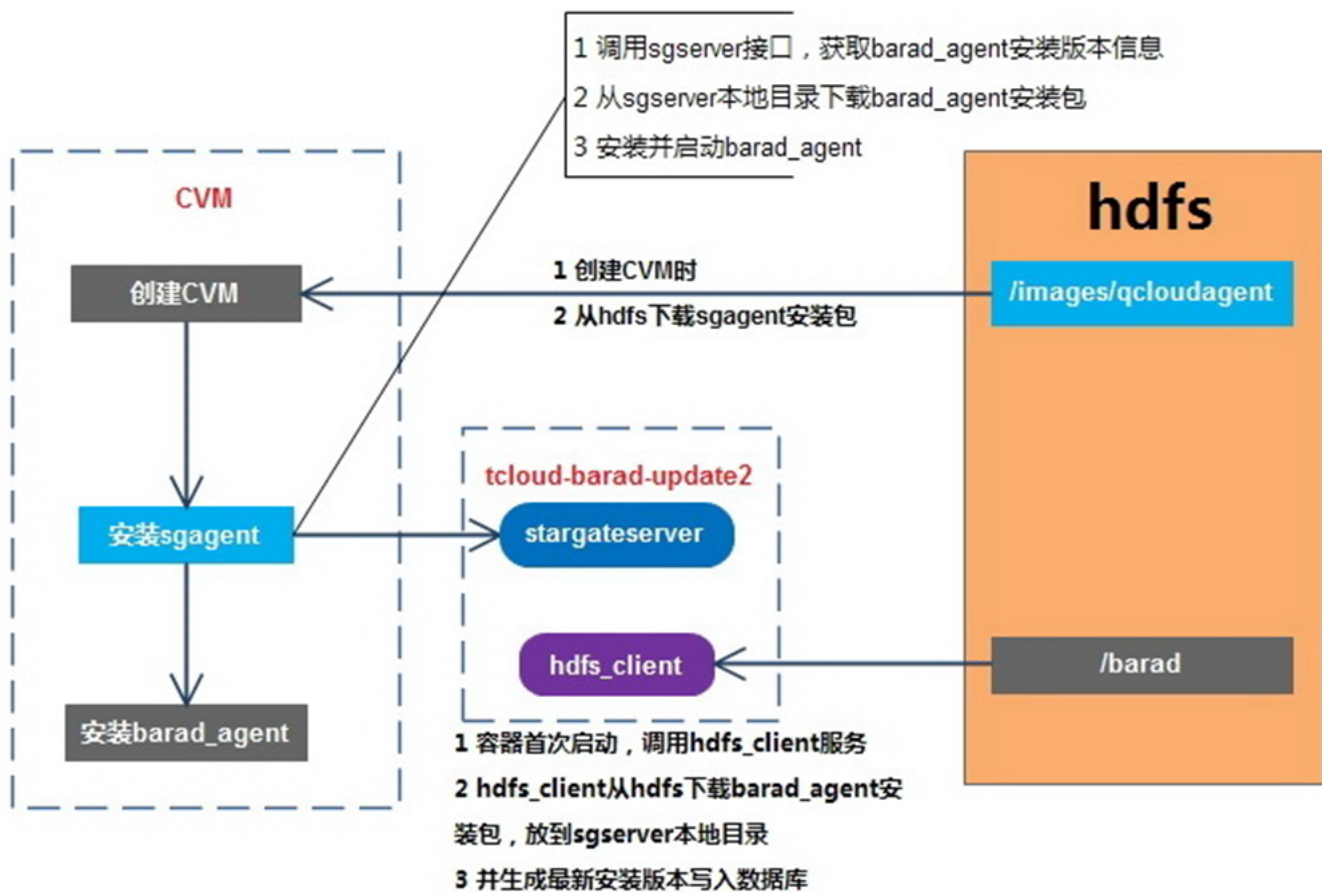 1 调用sgserver接口，获取barad_agent安装版本信息
2 从sgserver本地目录下载barad_agent安装包
3 安装并启动barad_agent
CVM
hdfs
创建CVM
1 创建CVM时
2 从hdfs下载sgagent安装包
/images/qcloudagent
tcloud-barad-update2
安装sgagent
stargateserver
hdfs_client
/barad
安装barad_agent
1 容器首次启动，调用hdfs_client服务
2 hdfs_client从hdfs下载barad_agent安
装包，放到sgserver本地目录
3 并生成最新安装版本写入数据库